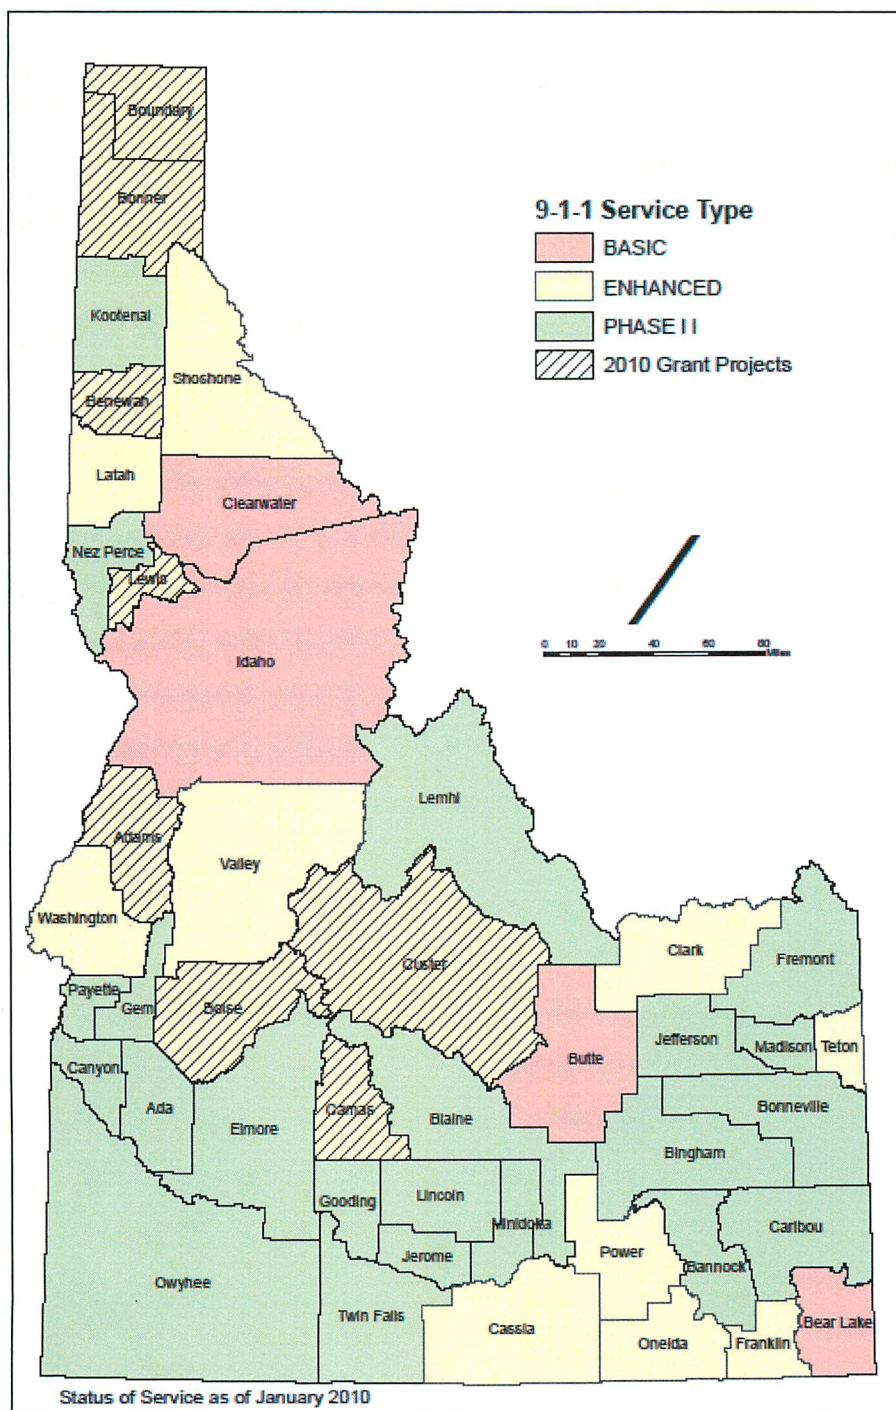 Boundary
Bonner
9-1-1 Service Type
BASIC
ENHANCED
PHASE I I
2010 Grant Projects
Kootenai
Shoshone
Benewah
Latah
Clearwater
Nez Perce
Lewis
0 10 20 40 60 80
Miles
Idaho
Lemhi
Adams
Valley
Washington
Clark
Fremont
Custer
Payette
Gem
Boise
Jefferson
Madison
Teton
Butte
Canyon
Ada
Elmore
Camas
Blaine
Bonneville
Bingham
Gooding
Lincoln
Minidoka
Caribou
Jerome
Power
Bannock
Owyhee
Twin Falls
Cassia
Oneida
Franklin
Bear Lake
Status of Service as of January 2010